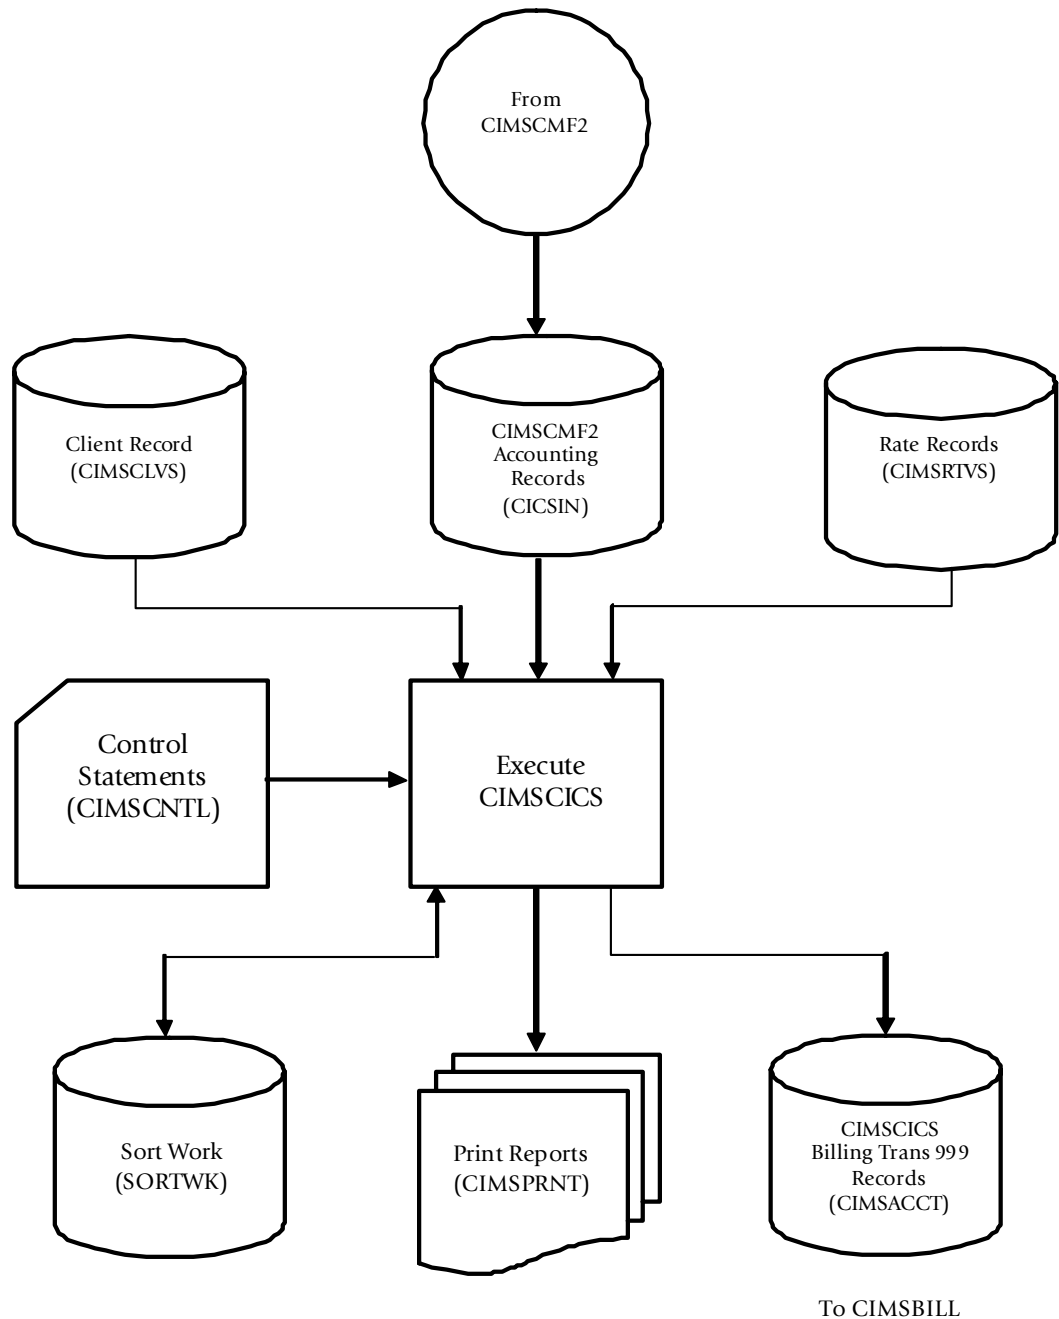 From
CIMSCMF2
Client Record
(CIMSCLVS)
CIMSCMF2
Accounting
Records
(CICSIN)
Rate Records
(CIMSRTVS)
Control
Statements
(CIMSCNTL)
Execute
CIMSCICS
Sort Work
(SORTWK)
Print Reports
(CIMSPRNT)
CIMSCICS
Billing Trans 999
Records
(CIMSACCT)
To CIMSBILL